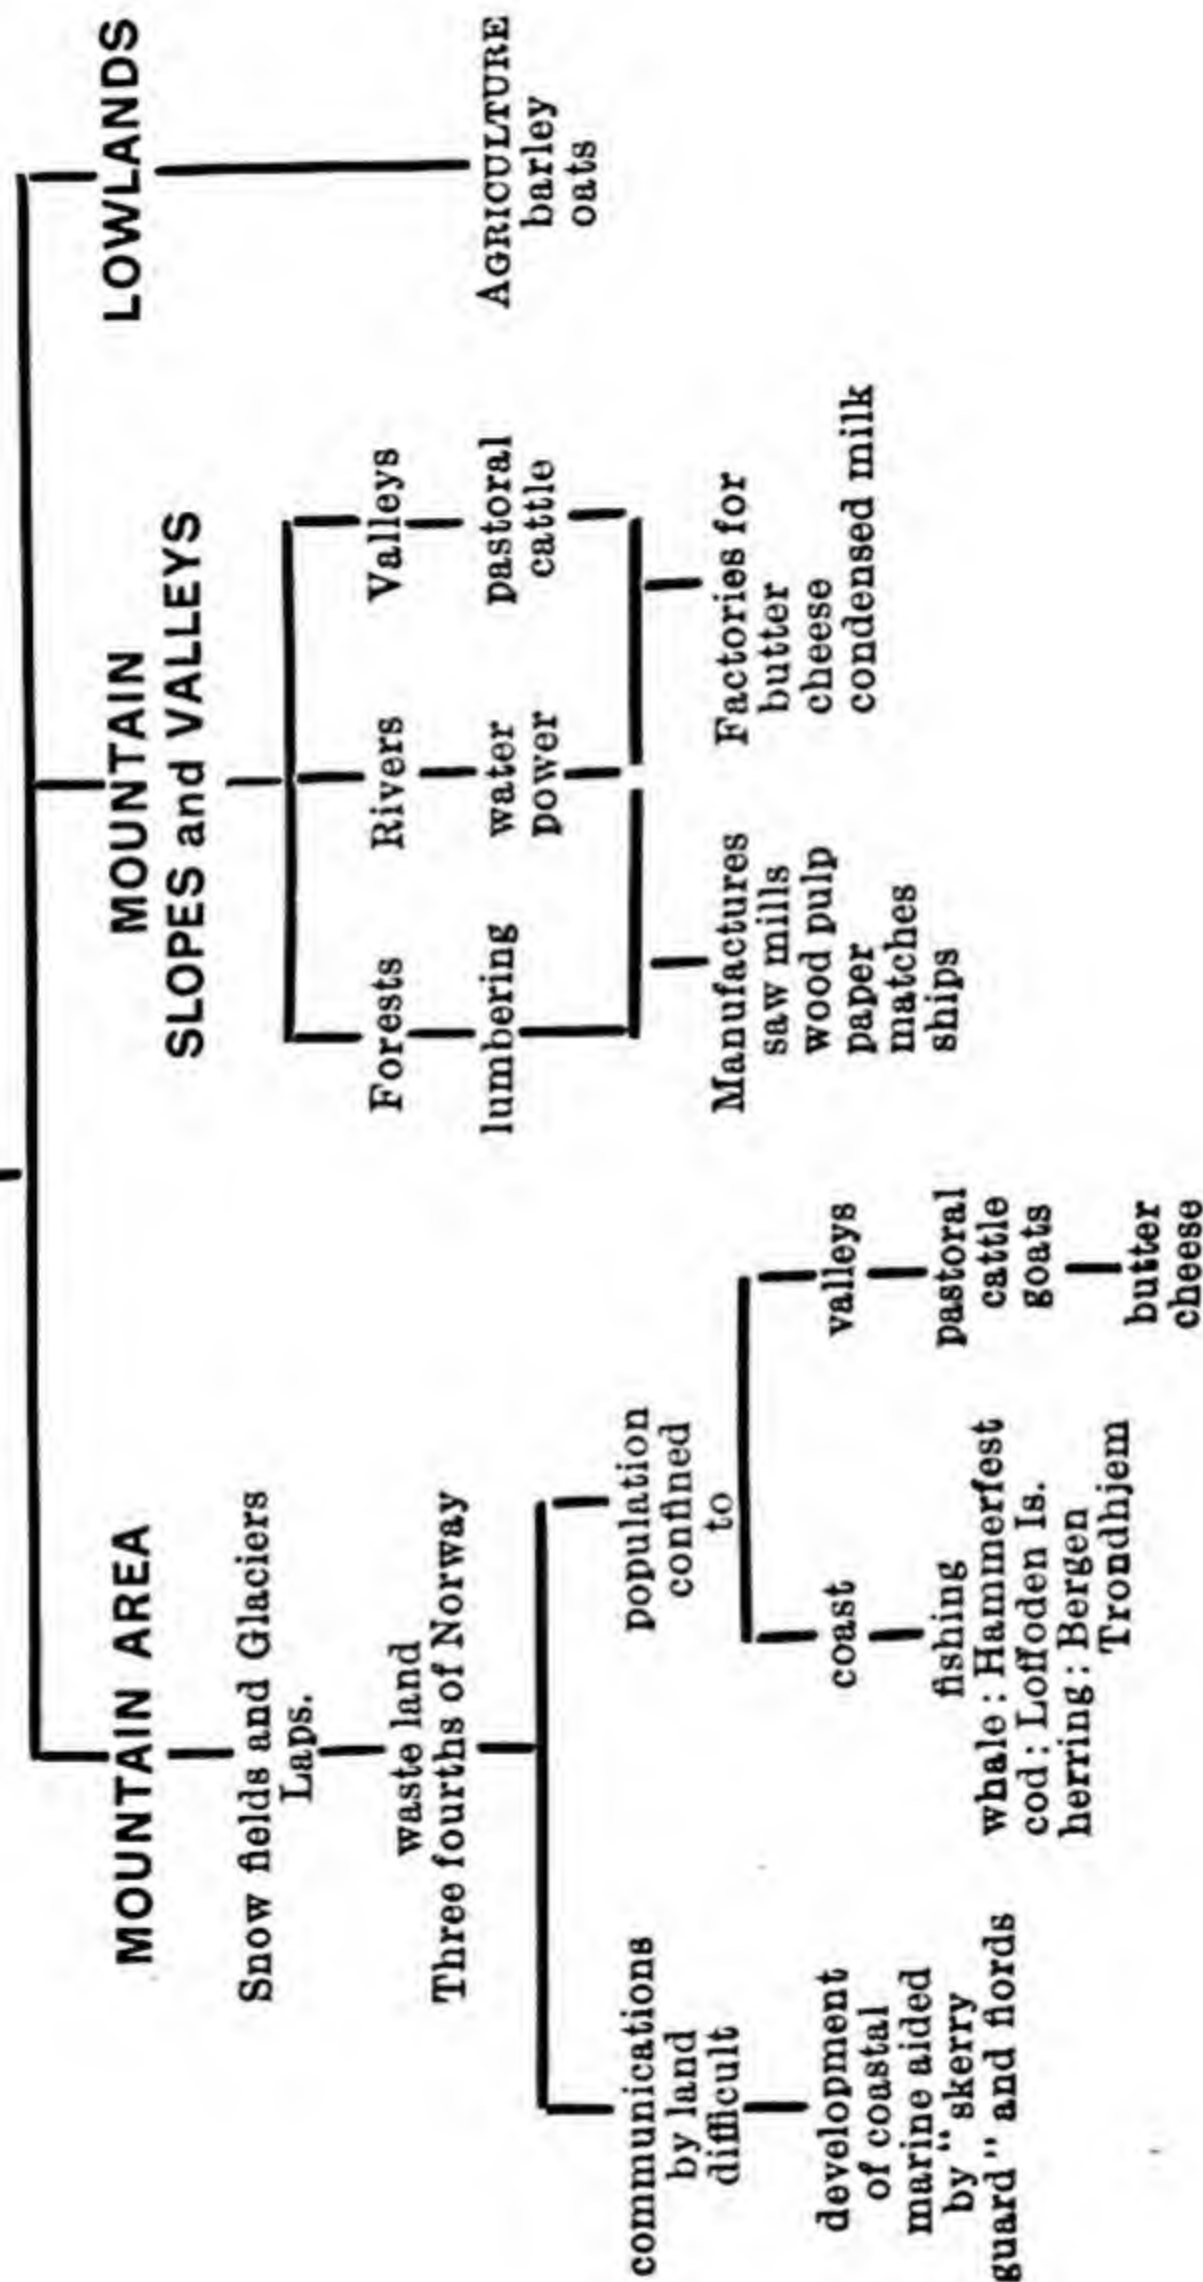 MOUNTAIN AREA
Snow fields and Glaciers
Laps.
waste land
Three fourths of Norway
communications
by land
difficult
development
of coastal
marine aided
by "skerry
guard" and fiords
population
confined
to
coast
fishing
whale : Hammerfest
cod : Loffoden Is.
herring : Bergen
Trondhjem
valleys
pastoral
cattle
goats
butter
cheese
MOUNTAIN
SLOPES and VALLEYS
Forests
lumbering
Rivers
water
power
Valleys
pastoral
cattle
Manufactures
saw mills
wood pulp
paper
matches
ships
Factories for
butter
cheese
condensed milk
LOWLANDS
AGRICULTURE
barley
oats